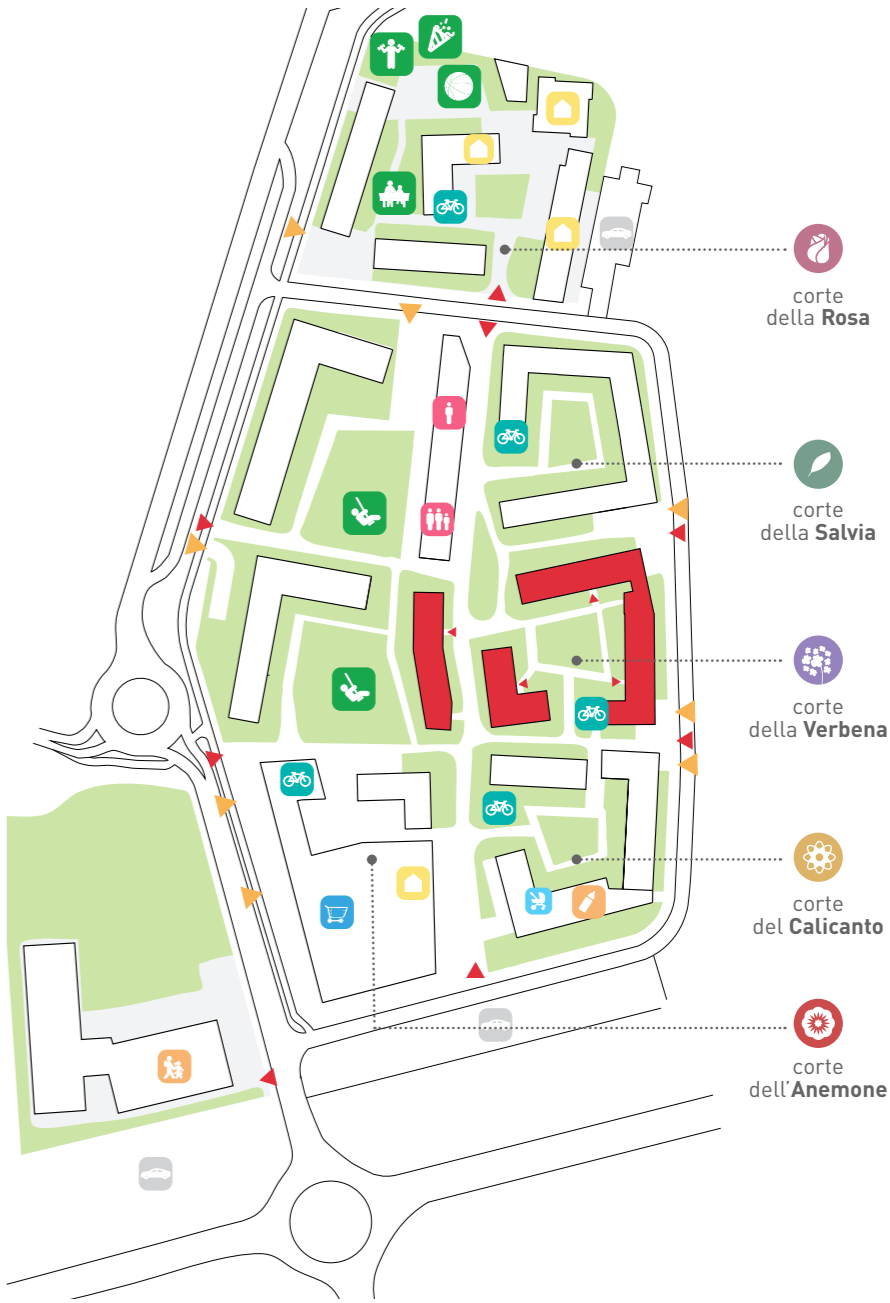 corte
della Rosa
corte
della Salvia
corte
della Verbena
corte
del Calicanto
corte
dell'Anemone